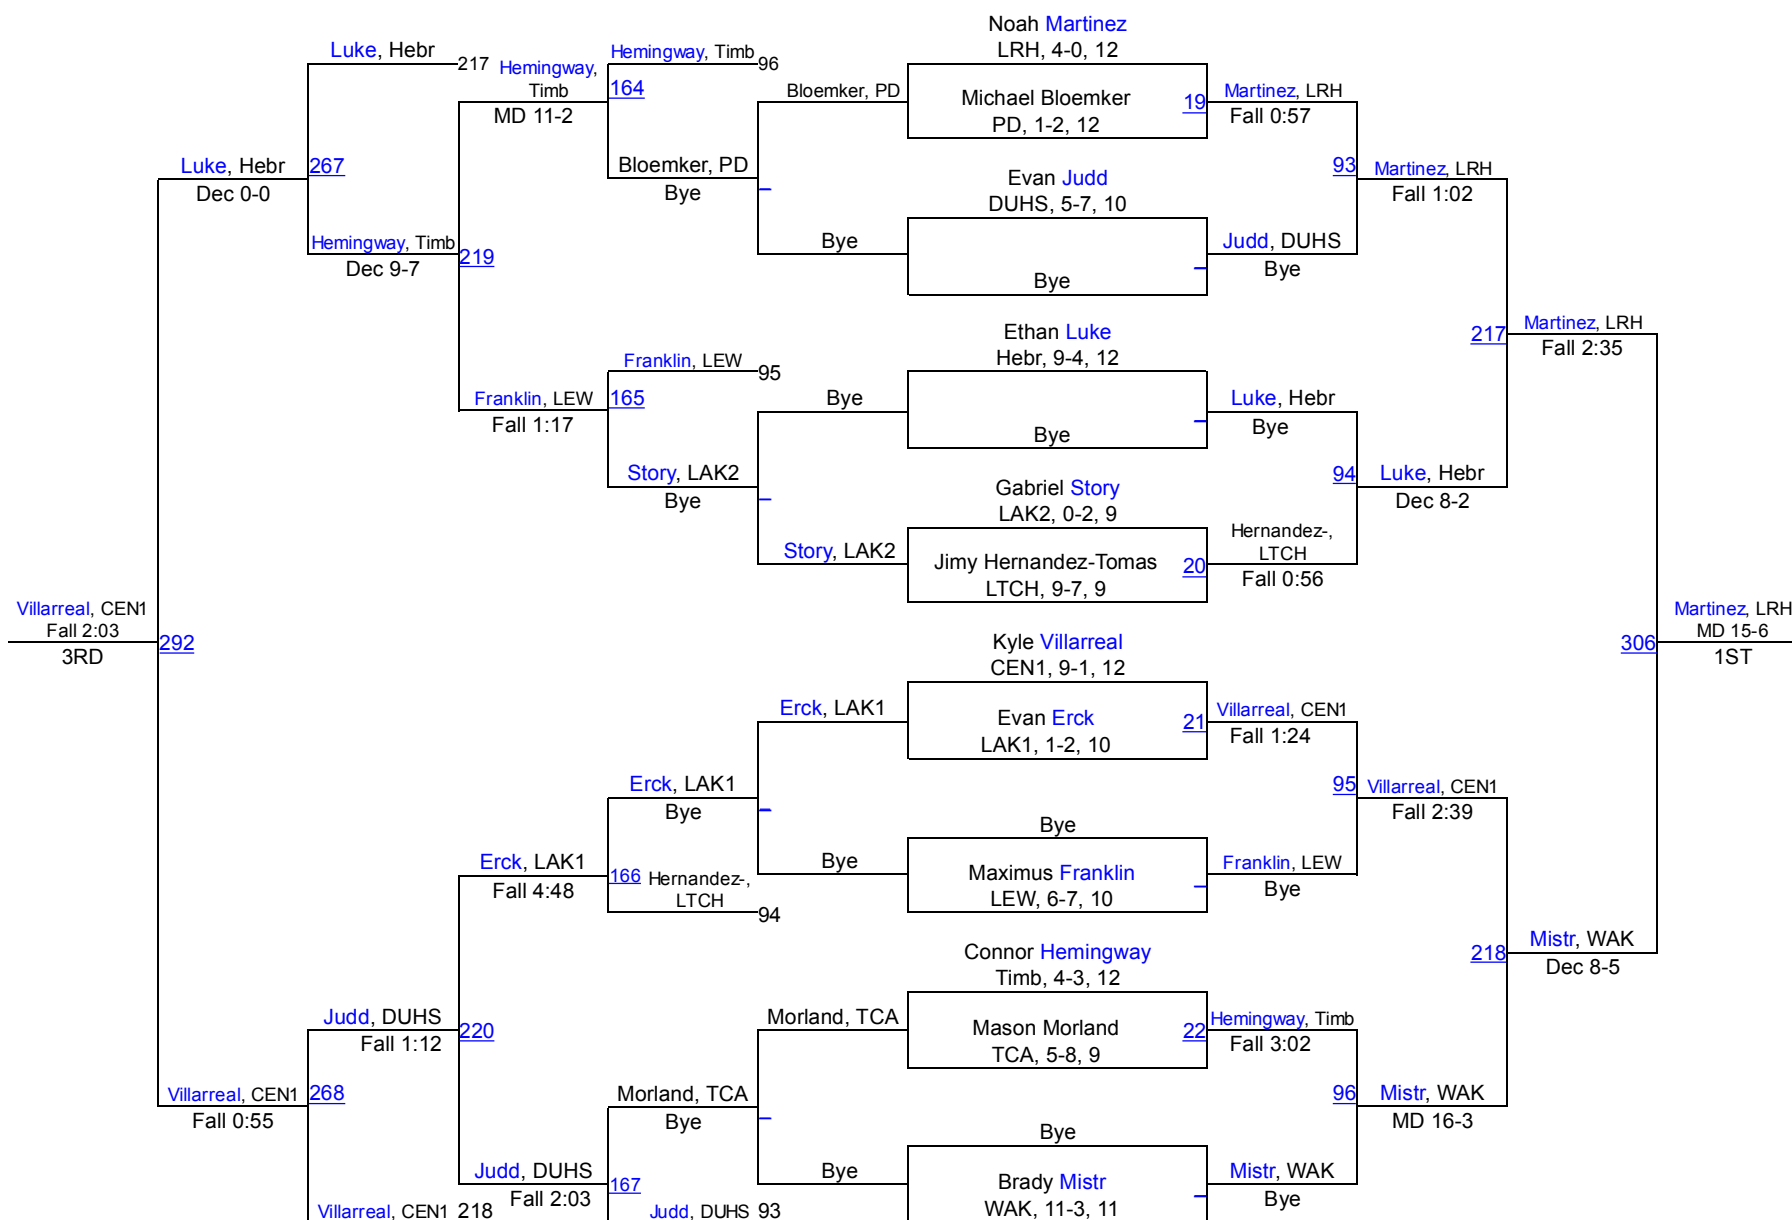 Noah Martinez
LRH, 4-0, 12
Luke, Hebr
217
Hemingway,
Timb
MD 11-2
Hemingway, Timb
96
164
Bloemker, PD
Michael Bloemker
PD, 1-2, 12
19
Martinez, LRH
Fall 0:57
Luke, Hebr
Dec 0-0
267
Bloemker, PD
Bye
Evan Judd
DUHS, 5-7, 10
93
Martinez, LRH
Fall 1:02
Hemingway, Timb
Dec 9-7
219
Bye
Bye
Judd, DUHS
Bye
Ethan Luke
Hebr, 9-4, 12
217
Martinez, LRH
Fall 2:35
Franklin, LEW
95
Franklin, LEW
Fall 1:17
165
Bye
Bye
Luke, Hebr
Bye
Story, LAK2
Bye
Gabriel Story
LAK2, 0-2, 9
94
Luke, Hebr
Dec 8-2
Story, LAK2
Jimy Hernandez-Tomas
LTCH, 9-7, 9
20
Hernandez-,
LTCH
Fall 0:56
Villarreal, CEN1
Fall 2:03
3RD
292
Kyle Villarreal
CEN1, 9-1, 12
306
Martinez, LRH
MD 15-6
1ST
Erck, LAK1
Evan Erck
LAK1, 1-2, 10
21
Villarreal, CEN1
Fall 1:24
Erck, LAK1
Bye
95
Villarreal, CEN1
Fall 2:39
Bye
Erck, LAK1
Fall 4:48
166
Hernandez-,
LTCH
94
Bye
Maximus Franklin
LEW, 6-7, 10
Franklin, LEW
Bye
Connor Hemingway
Timb, 4-3, 12
218
Mistr, WAK
Dec 8-5
Judd, DUHS
Fall 1:12
220
Morland, TCA
Mason Morland
TCA, 5-8, 9
22
Hemingway, Timb
Fall 3:02
Villarreal, CEN1
Fall 0:55
268
Morland, TCA
Bye
96
Mistr, WAK
MD 16-3
Bye
Judd, DUHS
Fall 2:03
167
Bye
Brady Mistr
WAK, 11-3, 11
Mistr, WAK
Bye
Villarreal, CEN1
218
Judd, DUHS
93